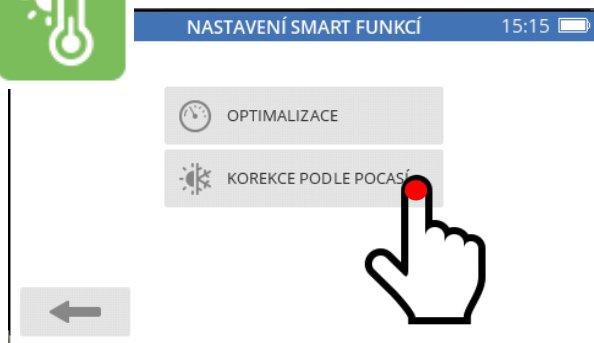 NASTAVENÍ SMART FUNKCÍ 15:15
OPTIMALIZACE
KOREKCE PODLE POCASÍ